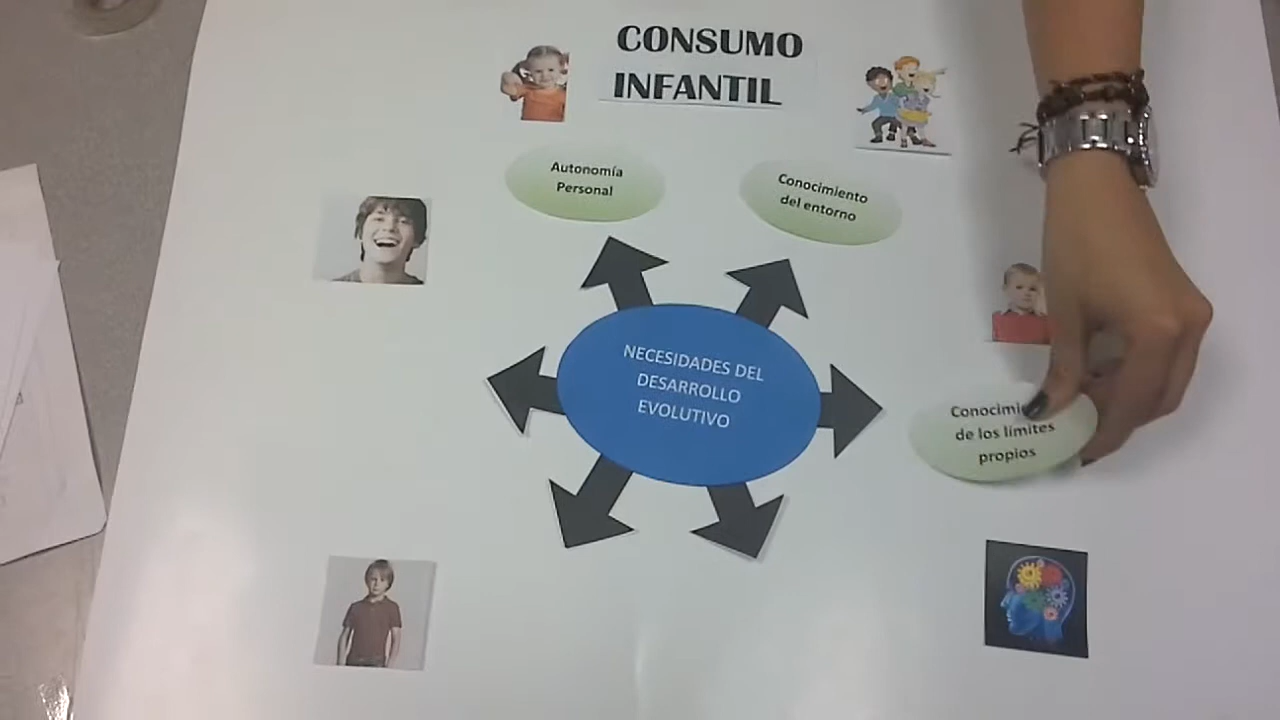 CONSUMO
INFANTIL
Autonomía
Personal
Conocimiento
del entorno
NECESIDADES DEL
DESARROLLO
EVOLUTIVO
de los límites
propios